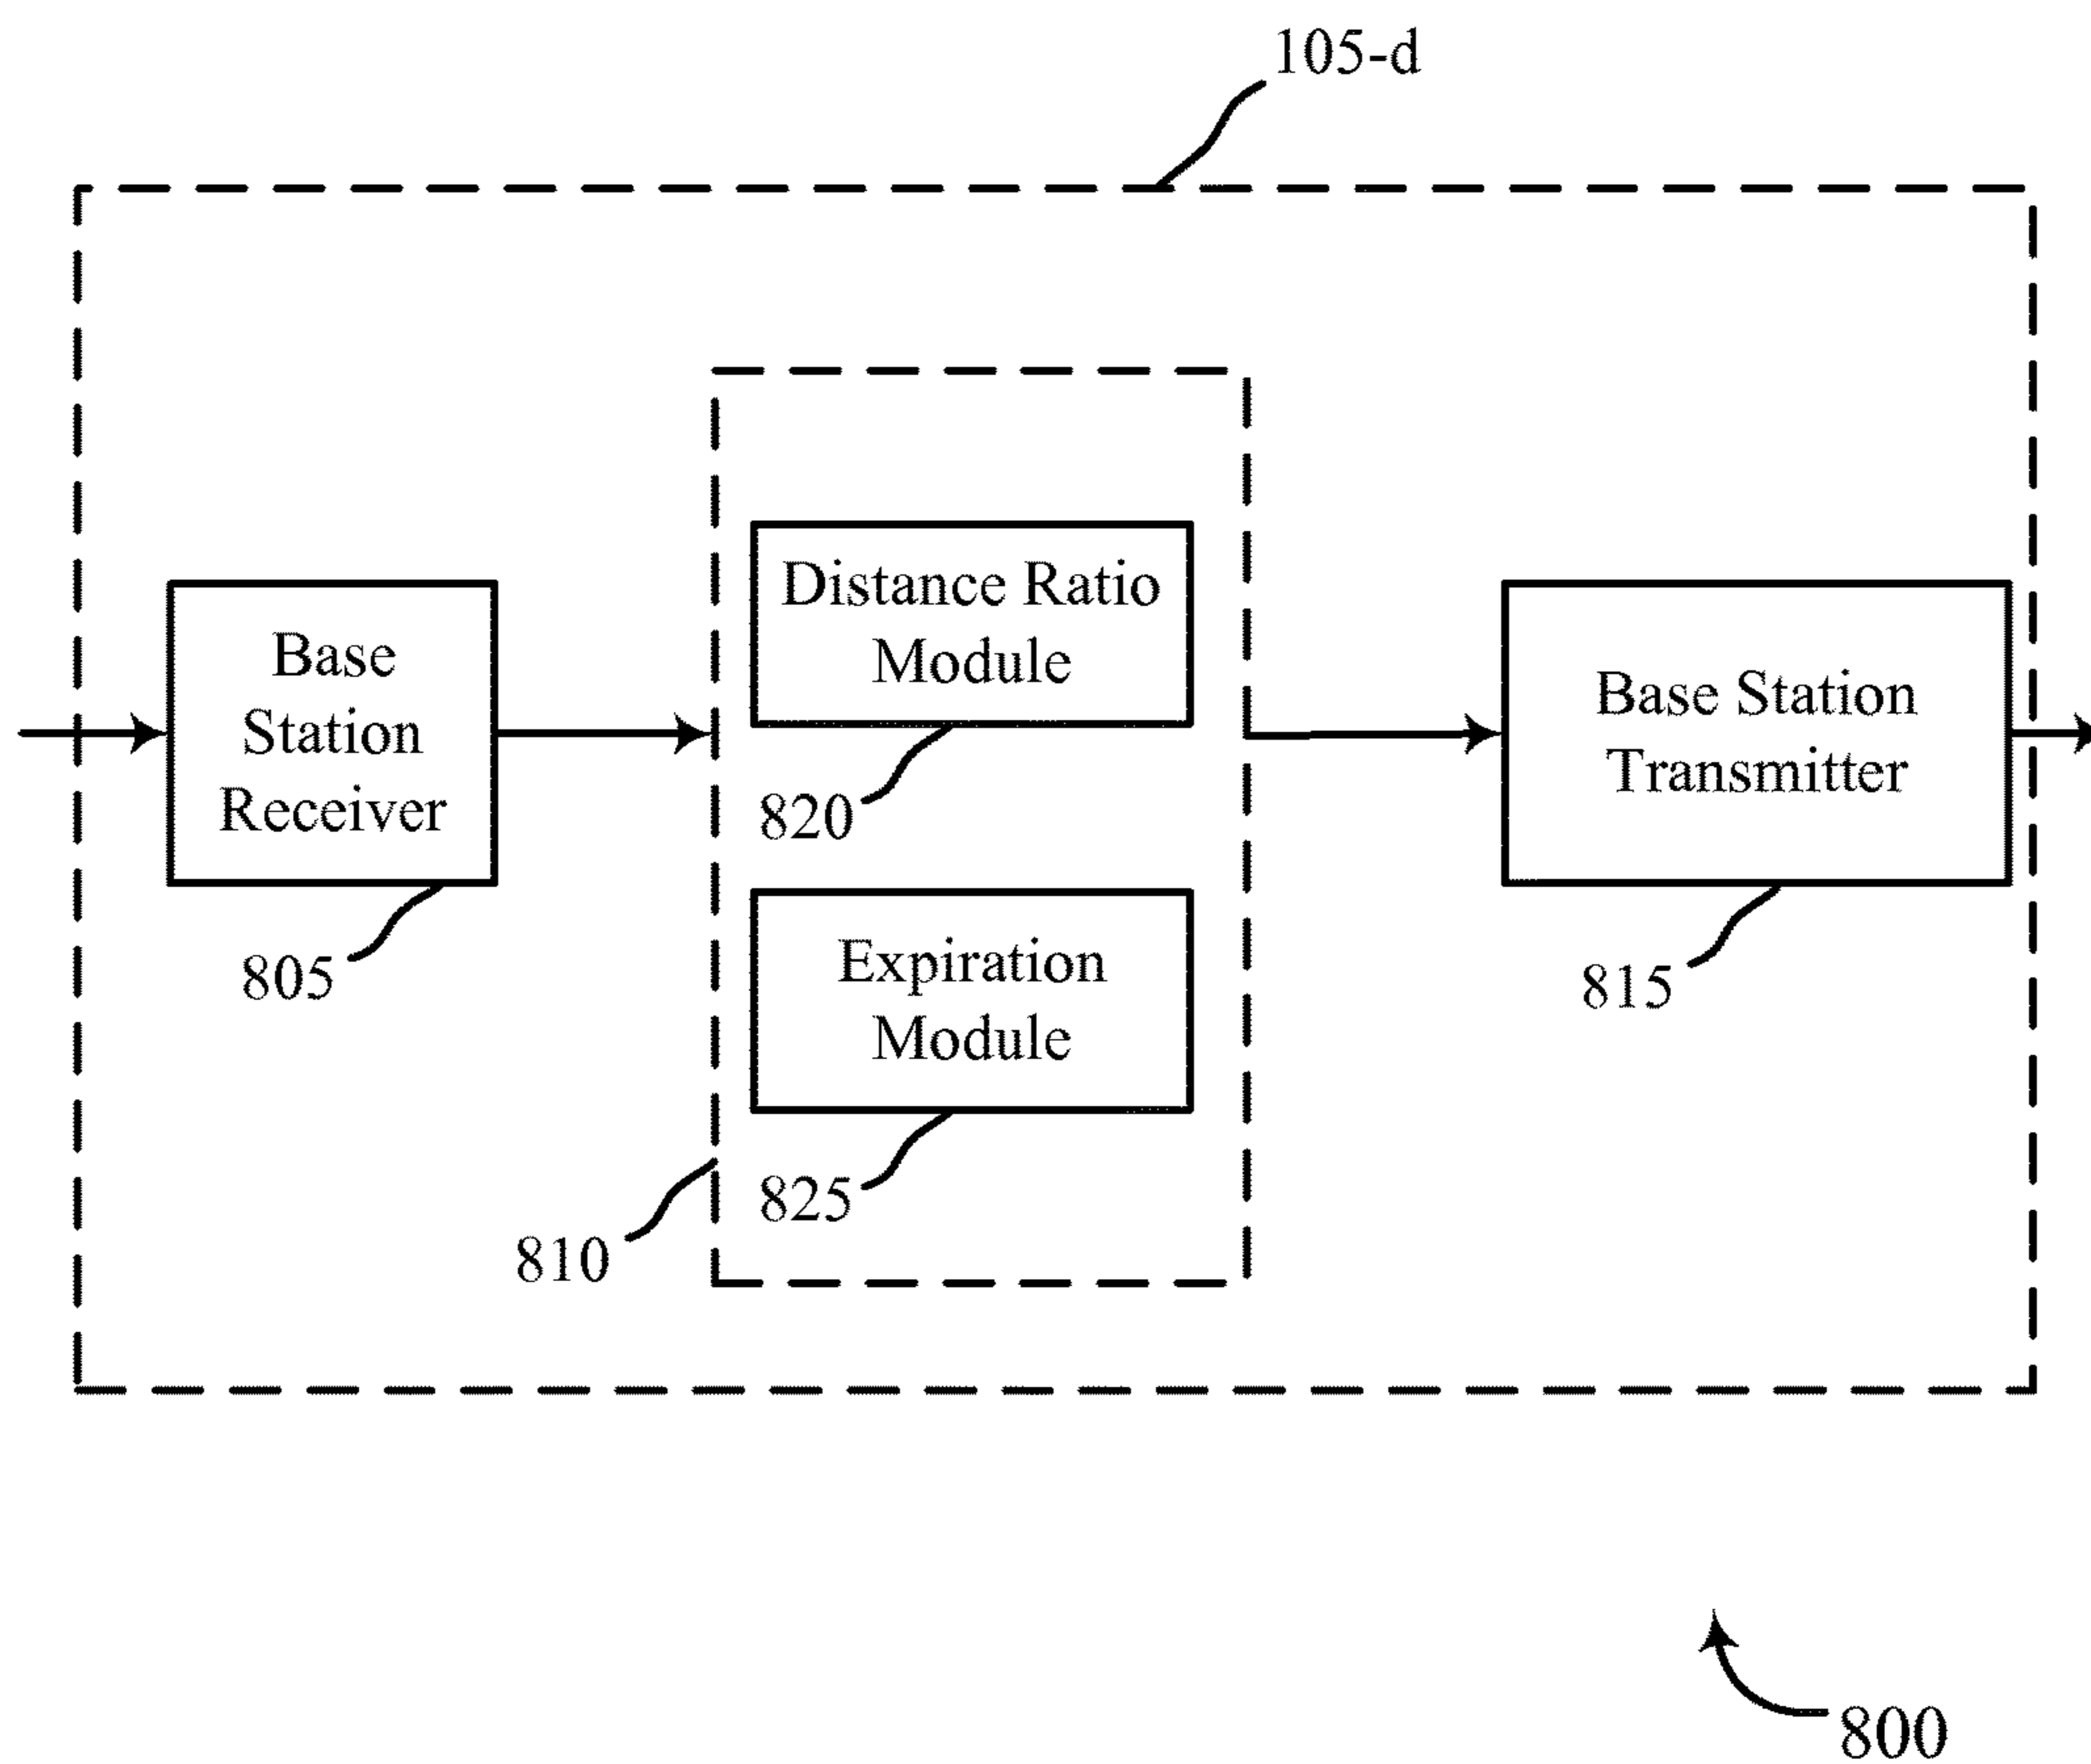 105-d
Base
Station
Receiver
805
Distance Ratio
Module
820
Expiration
Module
825
810
Base Station
Transmitter
815
800